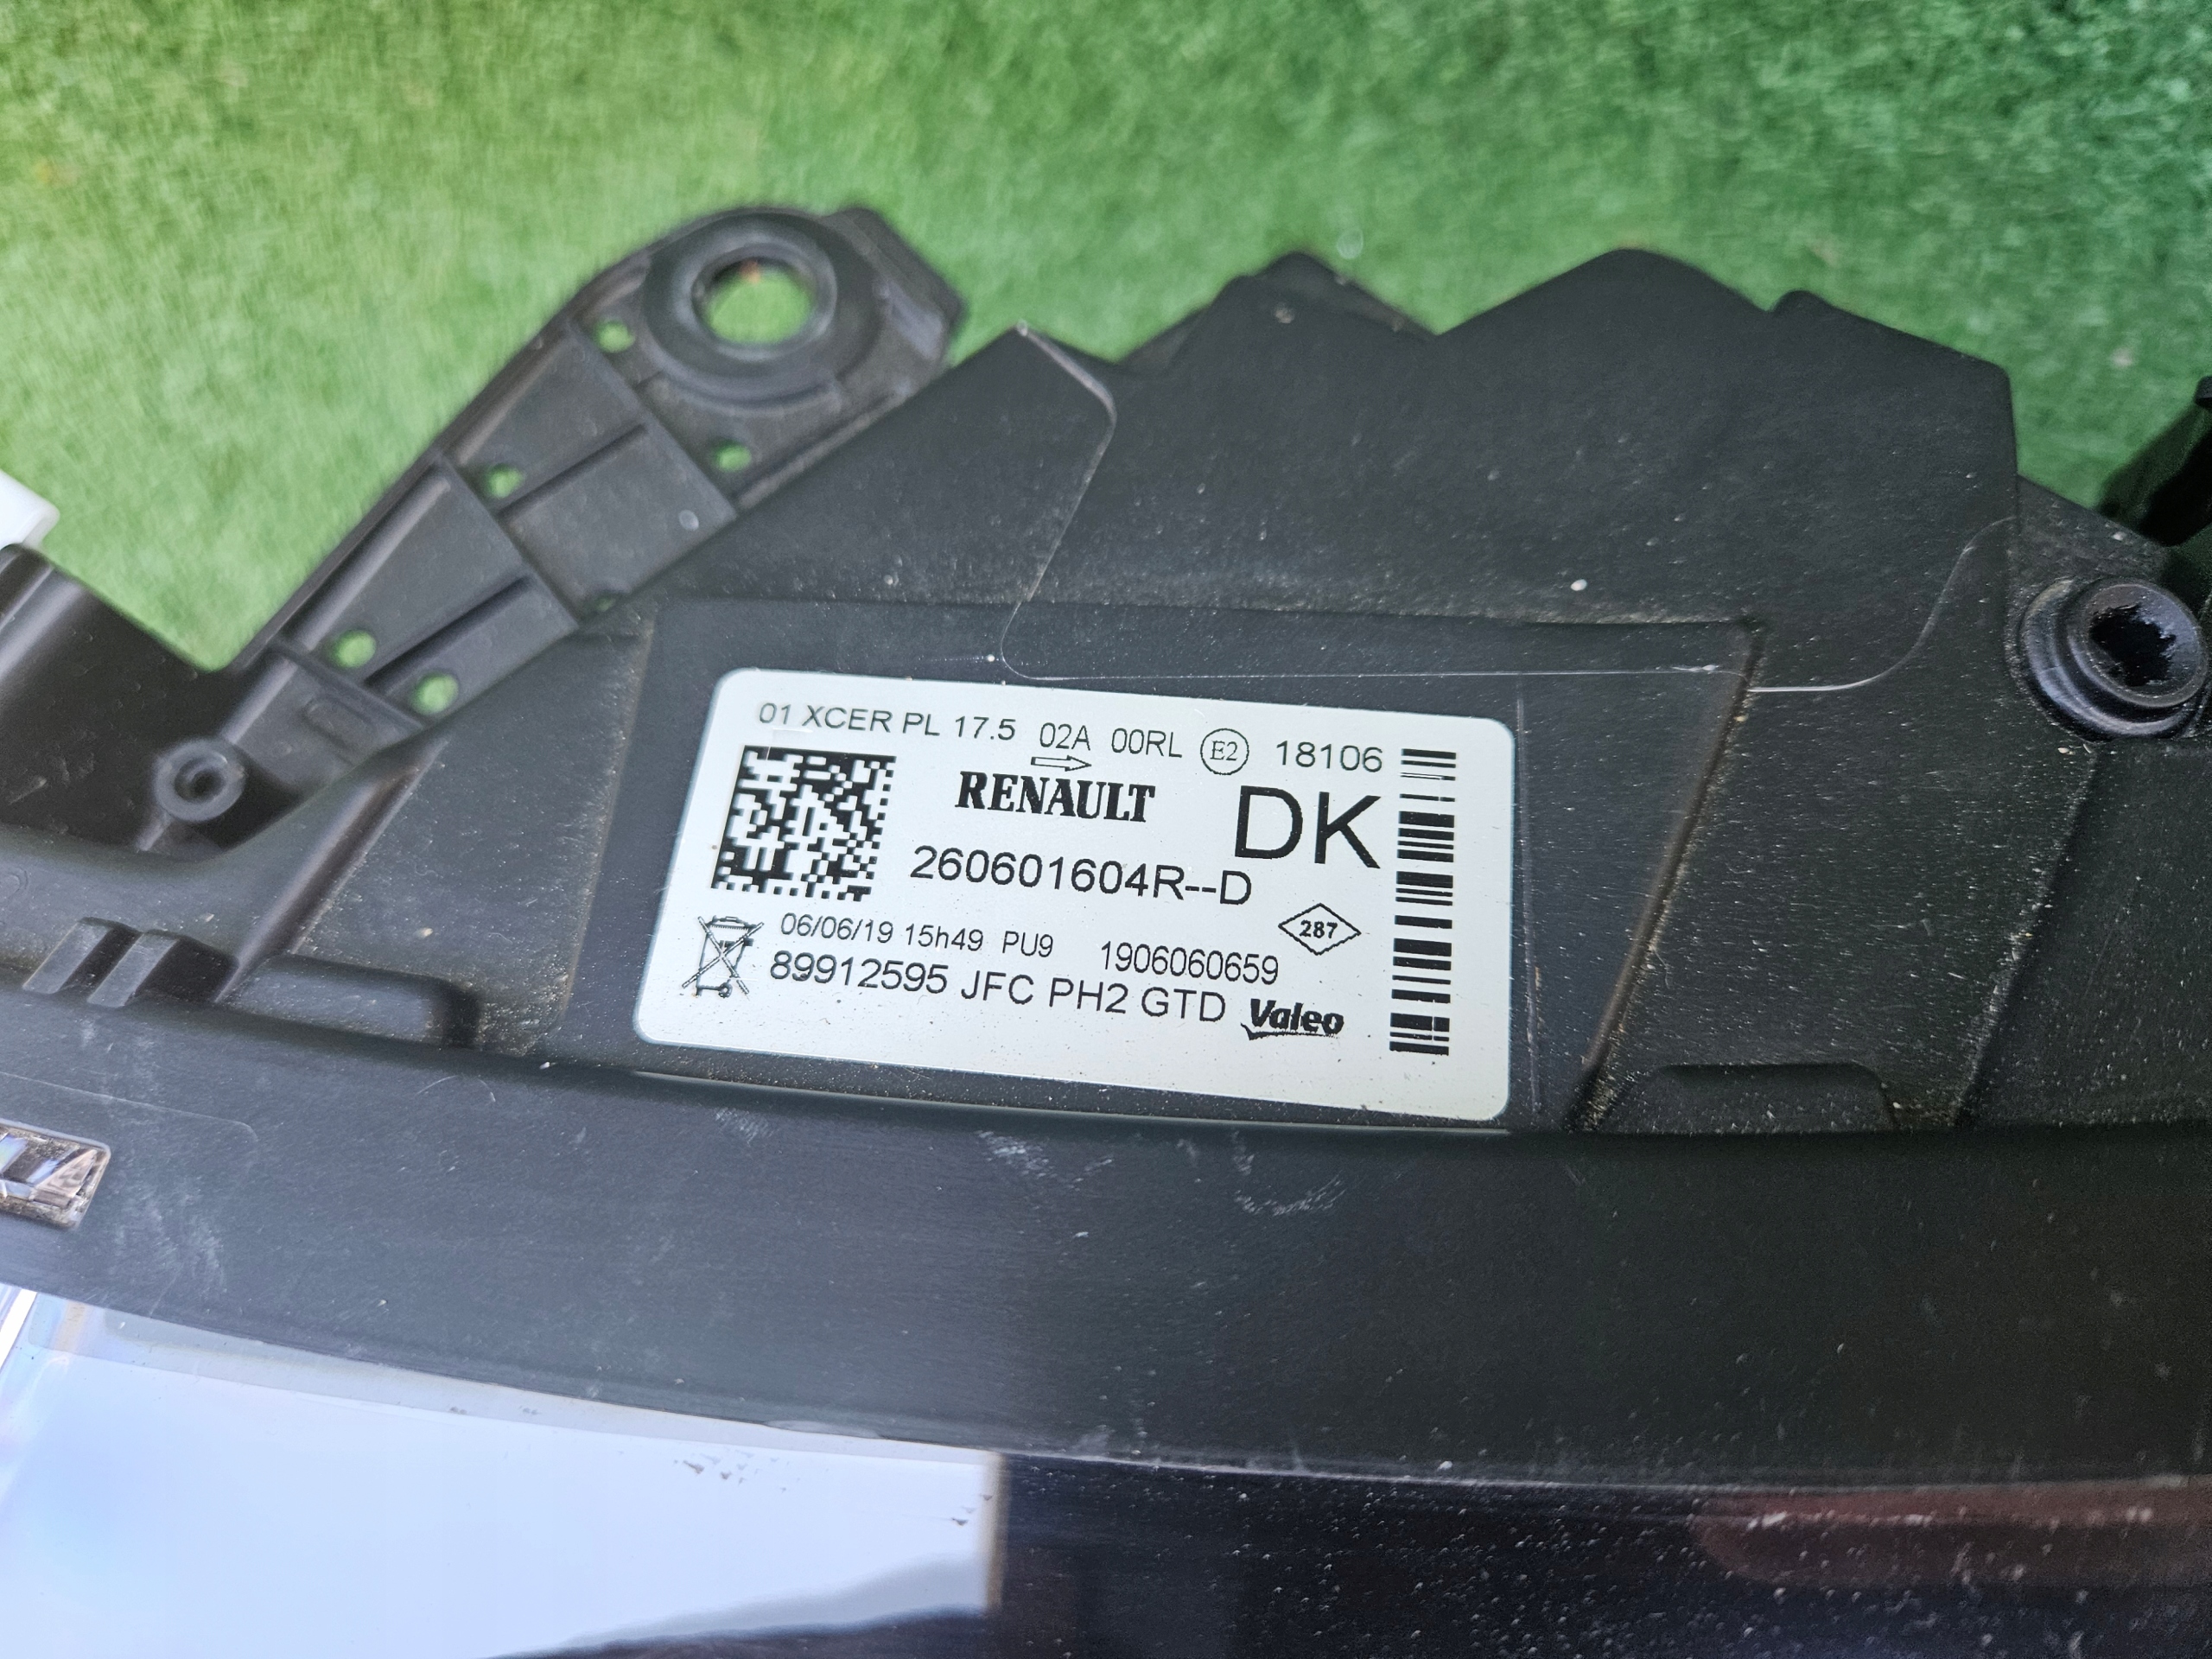 01 XCER PL 17.5 02A 00RL E2 18106
RENAULT
DK
260601604R--D
287
06/06/19 15h49 PU9 1906060659
89912595 JFC PH2 GTD Valeo